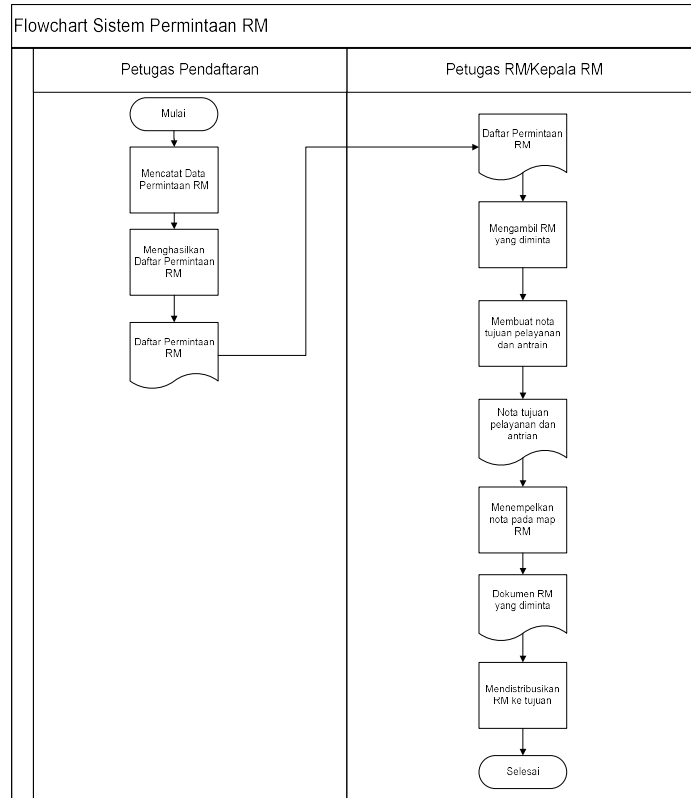 Flowchart Sistem Permintaan RM
Petugas Pendaftaran
Petugas RM/Kepala RM
Mulai
Mencatat Data
Permintaan RM
Menghasilkan
Daftar Permintaan
RM
Daftar Permintaan
RM
Daftar Permintaan
RM
Mengambil RM
yang diminta
Membuat nota
tujuan pelayanan
dan antrain
Nota tujuan
pelayanan dan
antrian
Menempelkan
nota pada map
RM
Dokumen RM
yang diminta
Mendistribusikan
RM ke tujuan
Selesai